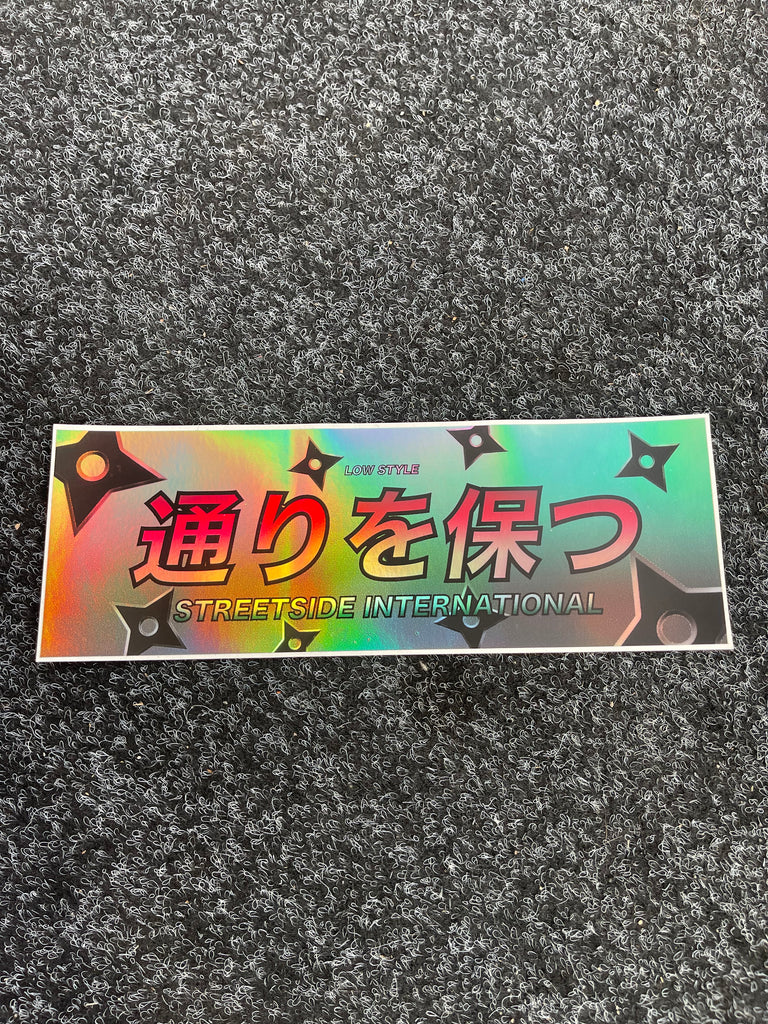 LOW STYLE
通りを保つ
STREETSIDE INTERNATIONAL